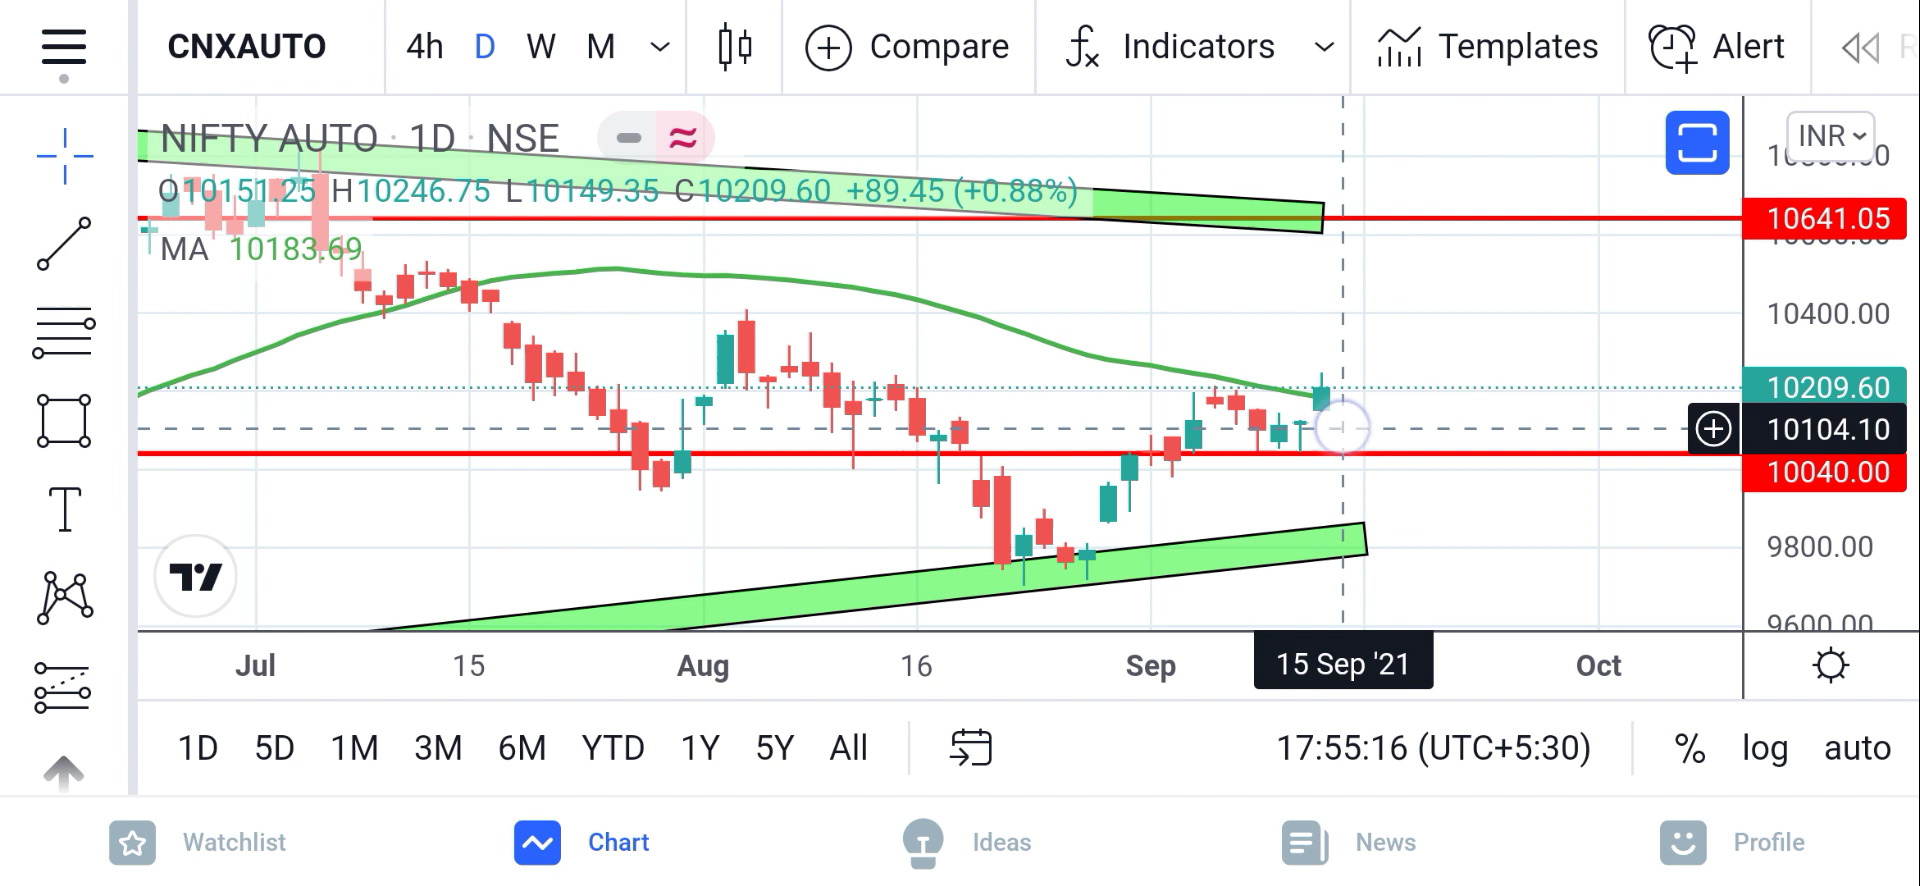 CNXAUTO 4h D W M Compare Indicators Templates Alert
NIFTY AUTO · 1D · NSE
INR
O10151.25 H10246.75 L10149.35 C10209.60 +89.45 (+0.88%)
10641.05
MA 10183.69
10400.00
10209.60
10104.10
10040.00
9800.00
9600.00
Jul 15 Aug 16 Sep 15 Sep '21 Oct
1D 5D 1M 3M 6M YTD 1Y 5Y All 17:55:16 (UTC+5:30) % log auto
Watchlist Chart Ideas News Profile